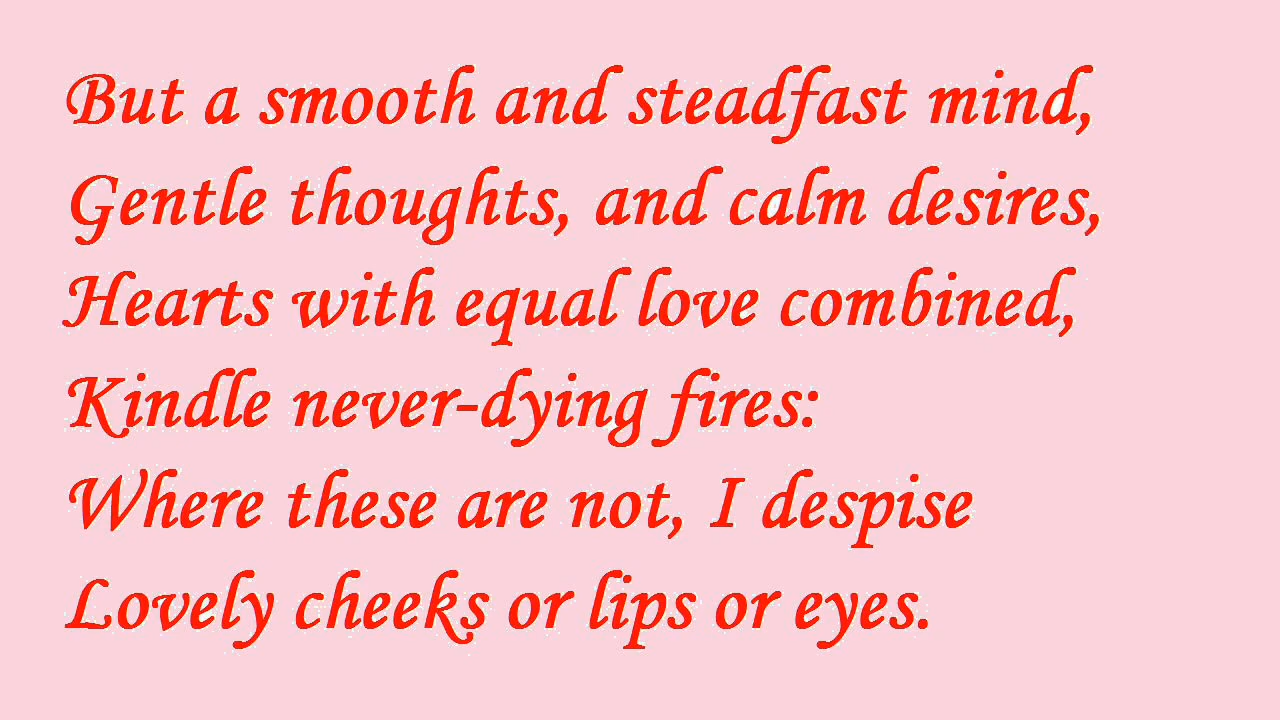 But a smooth and steadfast mind,
Gentle thoughts, and calm desires,
Hearts with equal love combined,
Kindle never-dying fires:
Where these are not, I despise
Lovely cheeks or lips or eyes.